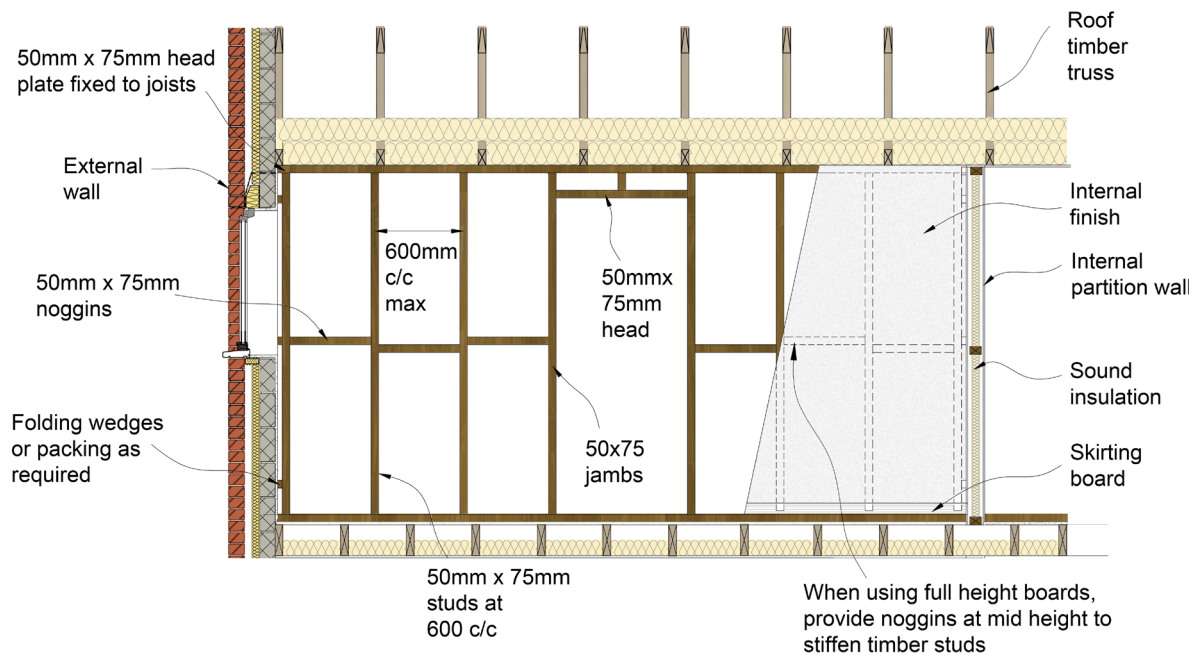 50mm x 75mm head
plate fixed to joists
External
wall
50mm x 75mm
noggins
Folding wedges
or packing as
required
600mm
c/c
max
50mmx
75mm
head
50x75
jambs
50mm x 75mm
studs at
600 c/c
Roof
timber
truss
Internal
finish
Internal
partition wall
Sound
insulation
Skirting
board
When using full height boards,
provide noggins at mid height to
stiffen timber studs